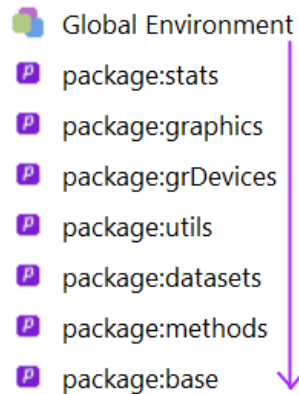 Global Environment
package:stats
package:graphics
package:grDevices
package:utils
package:datasets
package:methods
package:base